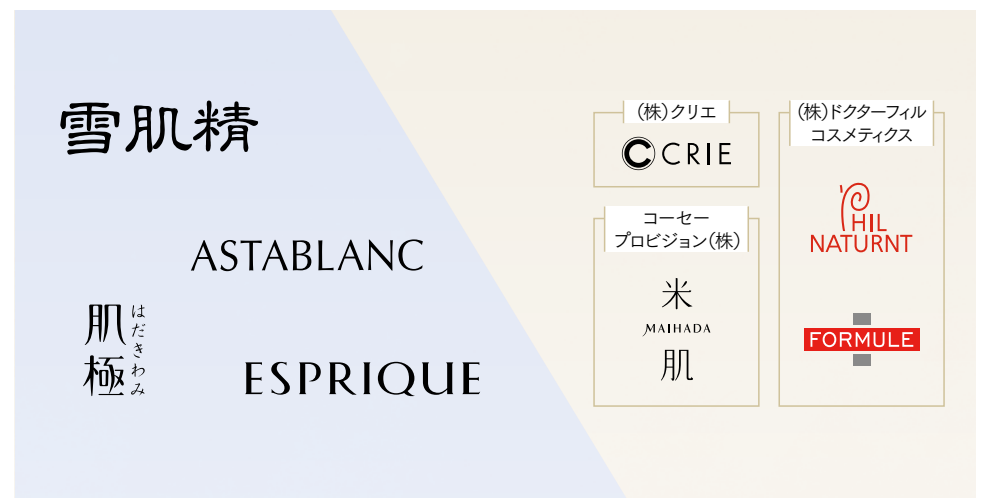 雪肌精
ASTABLANC
肌極
はだきわみ
ESPRIQUE
(株)クリエ
C CRIE
コーセー
プロビジョン(株)
米
MAIHADA
肌
(株)ドクターフィル
コスメティクス
PHIL
NATURNT
FORMULE